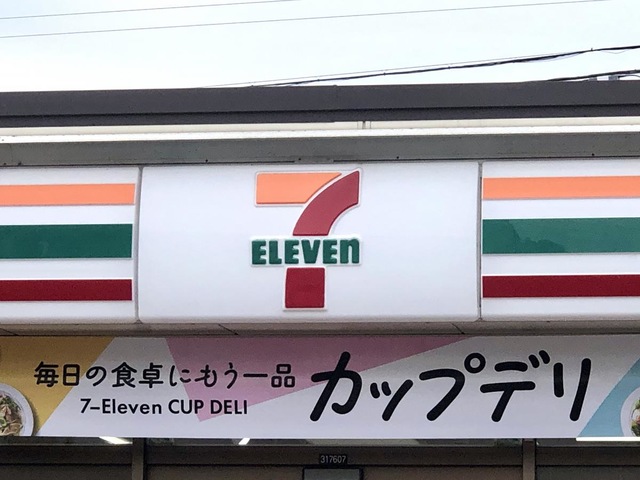 7
ELEVEn
毎日の食卓にもう一品
7-Eleven CUP DELI
カップデリ
317607